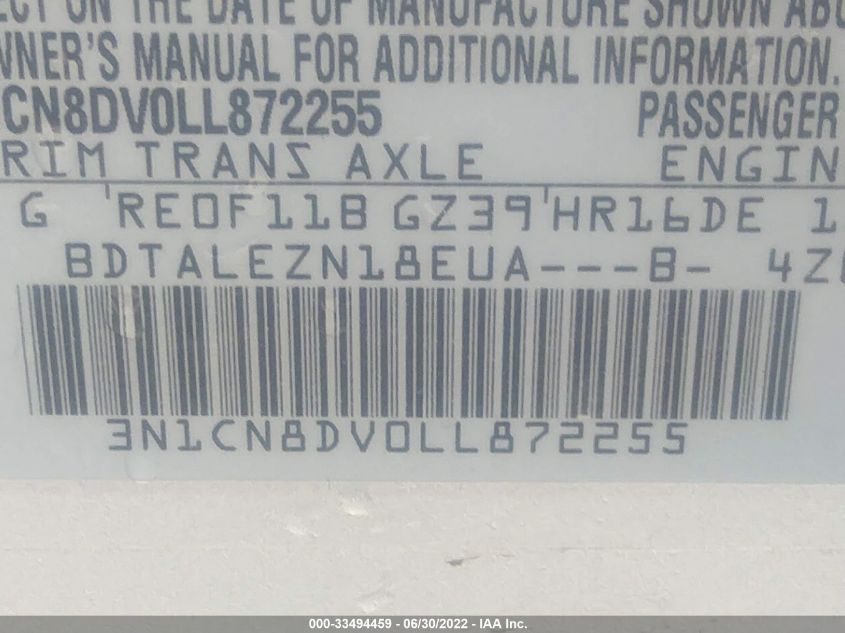 ECT ON THE DATE OF MANUFACTURE SHOWN ABO
WNER'S MANUAL FOR ADDITIONAL INFORMATION.
CN8DV0LL872255 PASSENGER
RIM TRANS AXLE ENGIN
G 'RE0F11B GZ39'HR16DE 1
BDTALEZN18EUA---B- 4Z
3N1CN8DV0LL872255
000-33494459 - 06/30/2022 - IAA Inc.